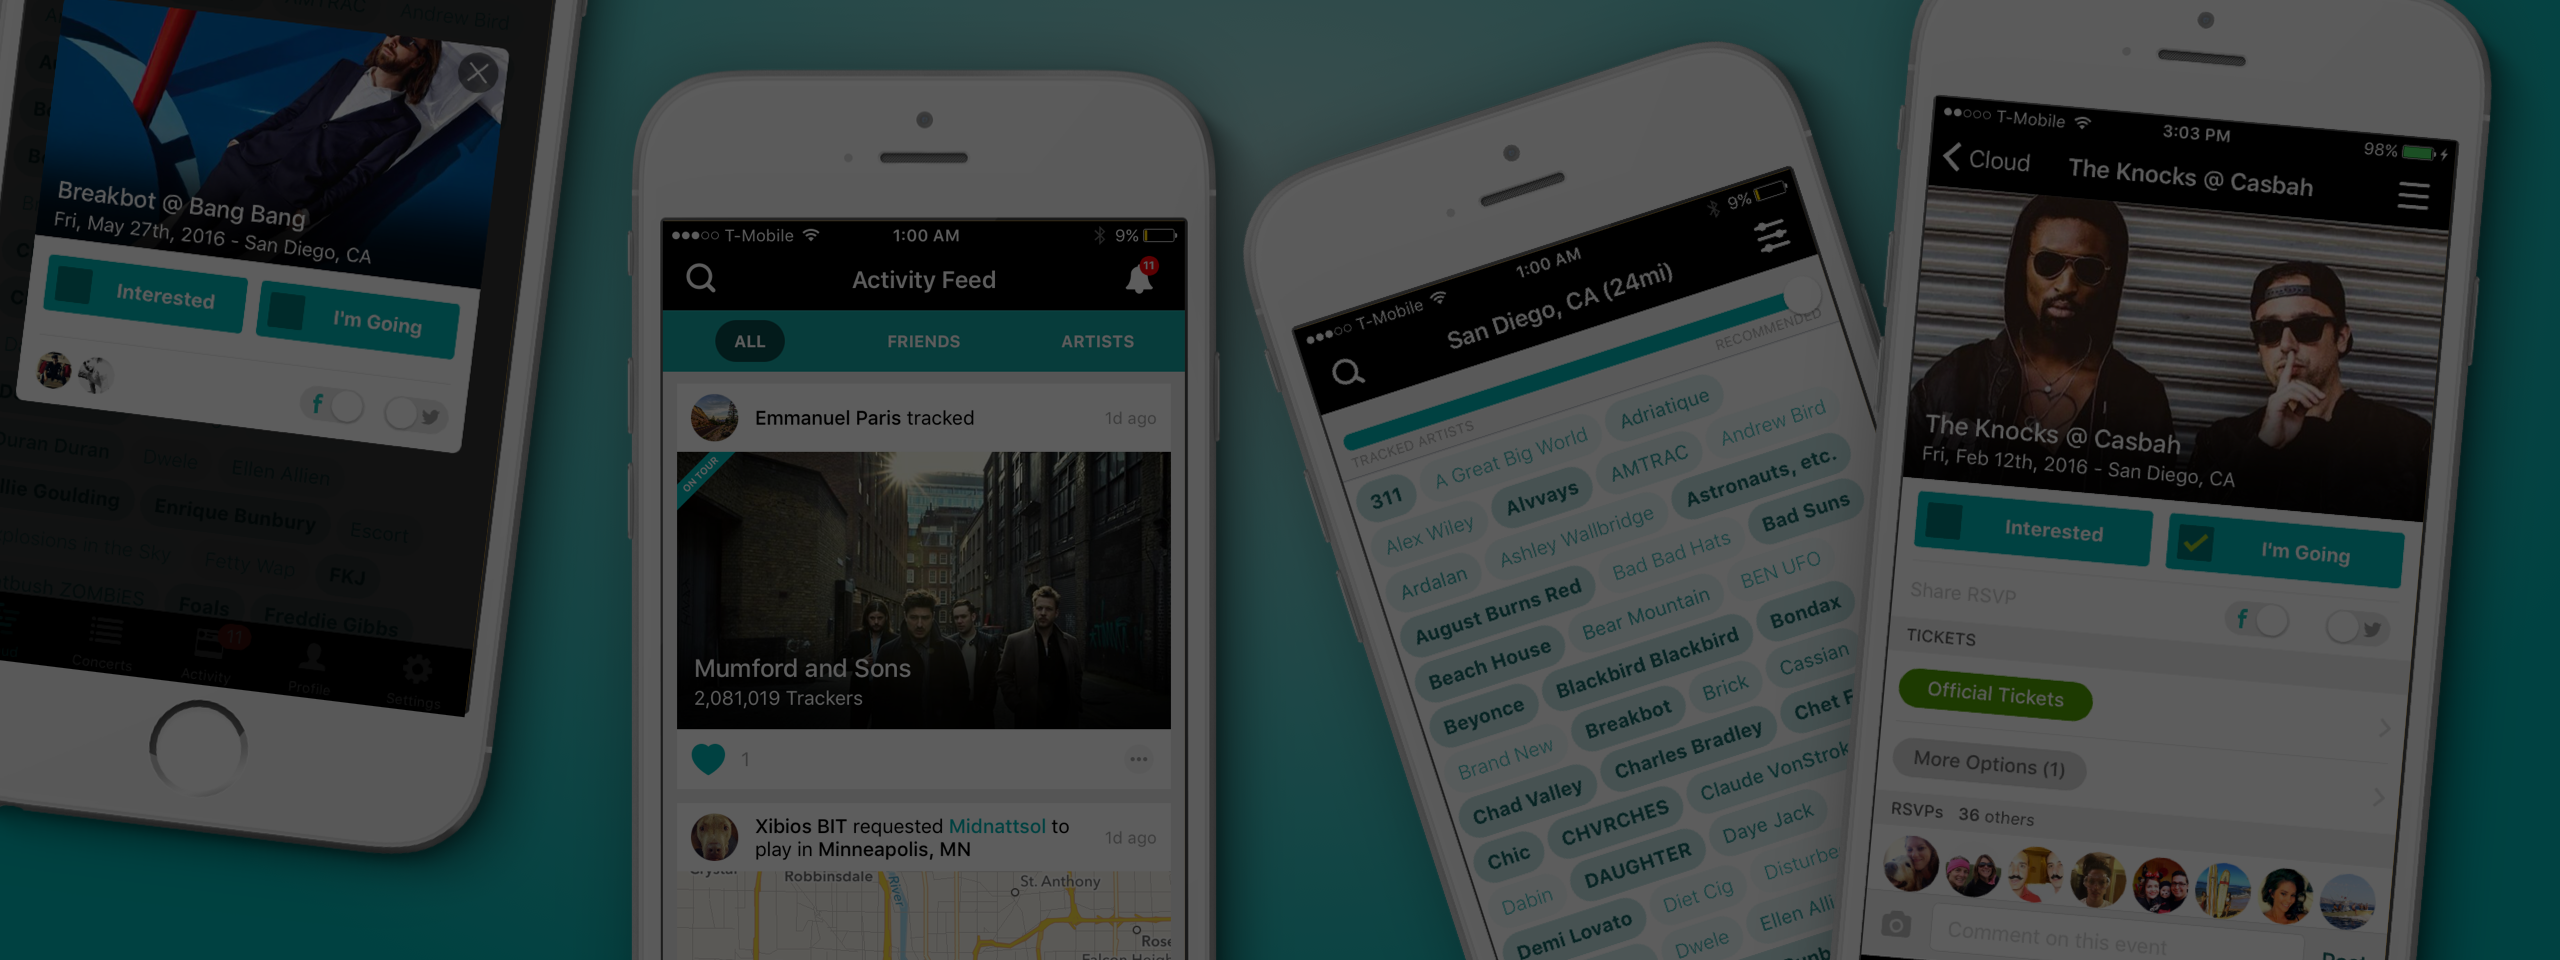 AMTRAC Andrew Bird
Breakbot @ Bang Bang
Fri, May 27th, 2016 - San Diego, CA
Interested
I'm Going
f
Duran Duran Dwele Ellen Allien
Enrique Bunbury Escort
in the Sky Fetty Wap FKJ
ZOMBIES Foals Freddie Gibbs
11
Concerts Activity Profile Settings
T-Mobile 1:00 AM 9%
Activity Feed 11
ALL FRIENDS ARTISTS
Emmanuel Paris tracked 1d ago
ON TOUR
Mumford and Sons
2,081,019 Trackers
1
Xibios BIT requested Midnattsol to
play in Minneapolis, MN
1d ago
Crystal Robbinsdale River St. Anthony
Rose
Falcon Heigh
T-Mobile 1:00 AM 9%
San Diego, CA (24mi)
TRACKED ARTISTS RECOMMENDED
311 A Great Big World Adriatique
Alex Wiley Alvvays AMTRAC Andrew Bird
Ardalan Ashley Wallbridge Astronauts, etc.
August Burns Red Bad Bad Hats Bad Suns
Beach House Bear Mountain BEN UFO
Beyonce Blackbird Blackbird Bondax
Brand New Breakbot Brick Cassian
Chad Valley Charles Bradley Chet F
Chic CHVRCHES Claude VonStrok
Dabin DAUGHTER Daye Jack
Demi Lovato Diet Cig Disturbe
Dwele Ellen Alli
T-Mobile 3:03 PM 98%
Cloud The Knocks @ Casbah
The Knocks @ Casbah
Fri, Feb 12th, 2016 - San Diego, CA
Interested
I'm Going
Share RSVP
f
TICKETS
Official Tickets
More Options (1)
RSVPs 36 others
Comment on this event